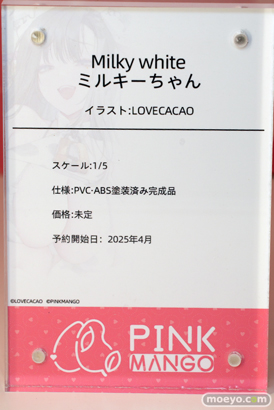 Milky white
ミルキーちゃん
イラスト:LOVECACAO
スケール:1/5
仕様:PVC･ABS塗装済み完成品
価格:未定
予約開始日：2025年4月
©LOVECACAO ©PINKMANGO
PINK
MANGO
moeyo.com